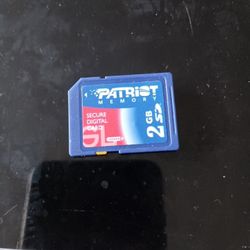 PATRIOT
MEMORY
SECURE
DIGITAL
2 GB
SD